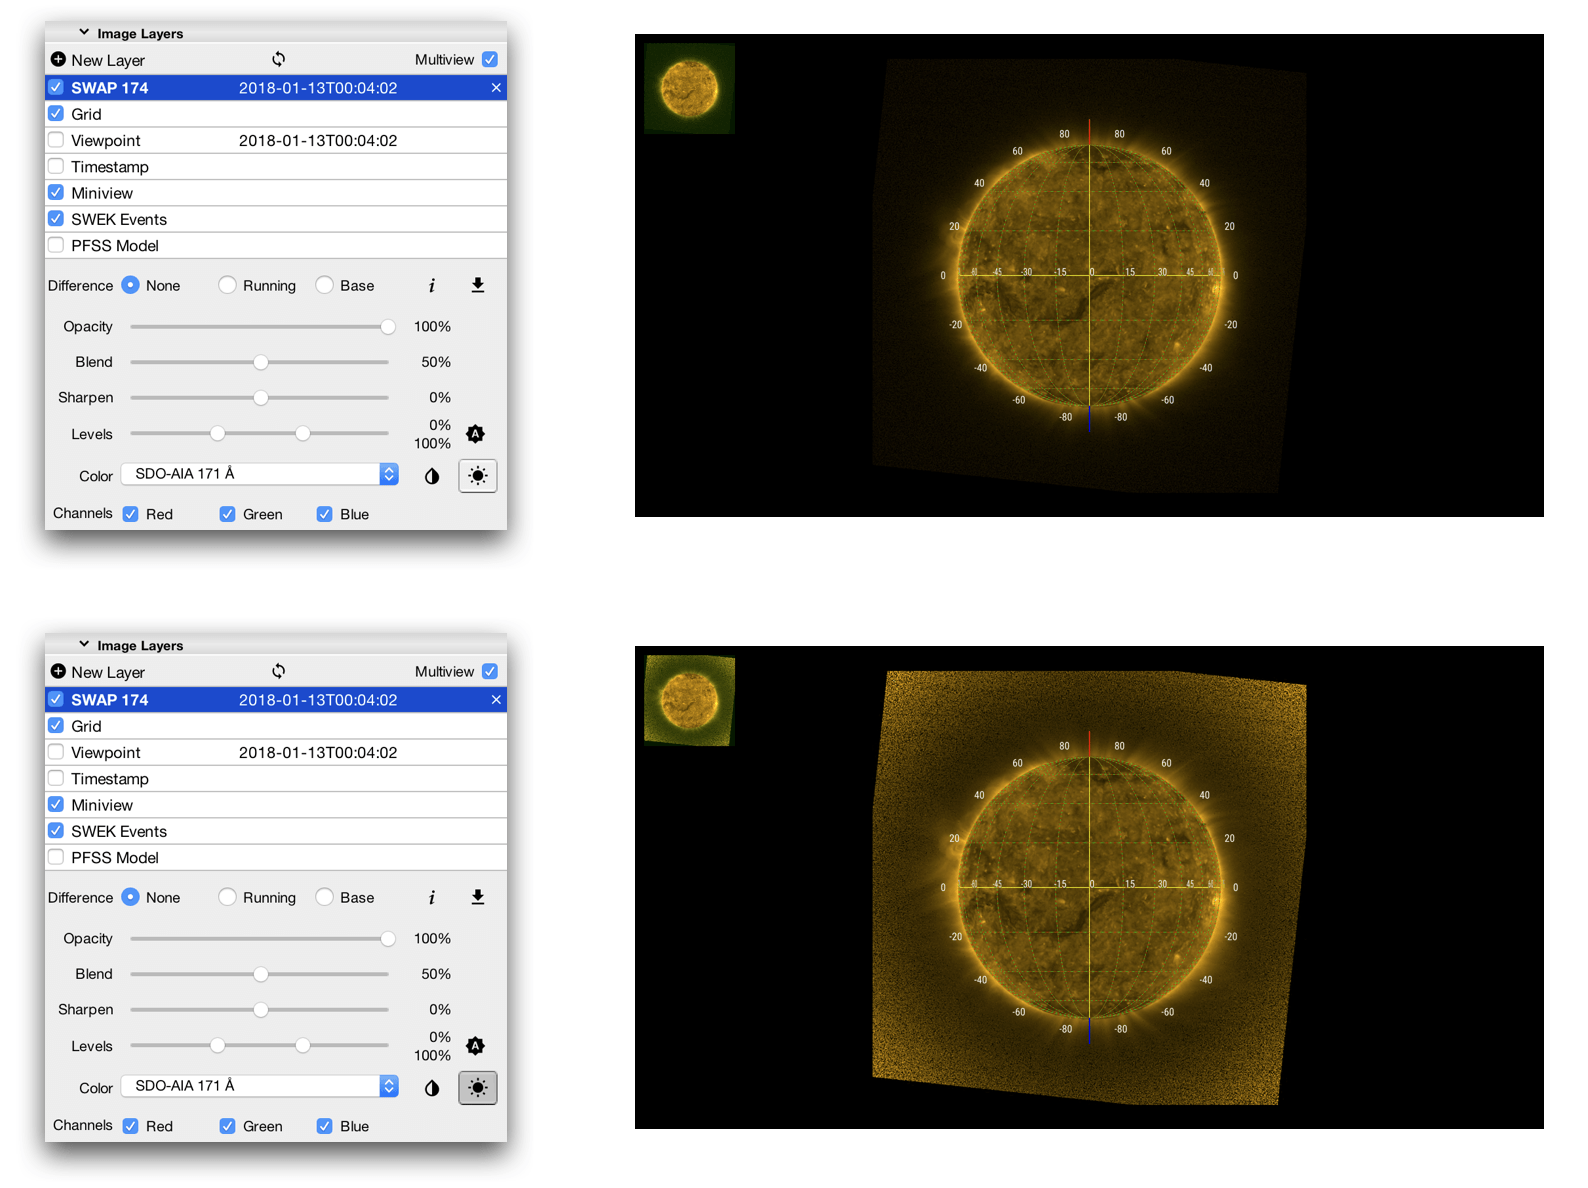 Image Layers
New Layer Multiview
SWAP 174 2018-01-13T00:04:02
Grid
Viewpoint 2018-01-13T00:04:02
Timestamp
Miniview
SWEK Events
PFSS Model
Difference None Running Base i
Opacity 100%
Blend 50%
Sharpen 0%
Levels 0%
100% A
Color SDO-AIA 171 Å
Channels Red Green Blue
80 80
60 60
40 40
20 20
0 -45 -30 -15 0 15 30 45 0
-20 -20
-40 -40
-60 -60
-80 -80
Image Layers
New Layer Multiview
SWAP 174 2018-01-13T00:04:02
Grid
Viewpoint 2018-01-13T00:04:02
Timestamp
Miniview
SWEK Events
PFSS Model
Difference None Running Base i
Opacity 100%
Blend 50%
Sharpen 0%
Levels 0%
100% A
Color SDO-AIA 171 Å
Channels Red Green Blue
80 80
60 60
40 40
20 20
0 -45 -30 -15 0 15 30 45 0
-20 -20
-40 -40
-60 -60
-80 -80